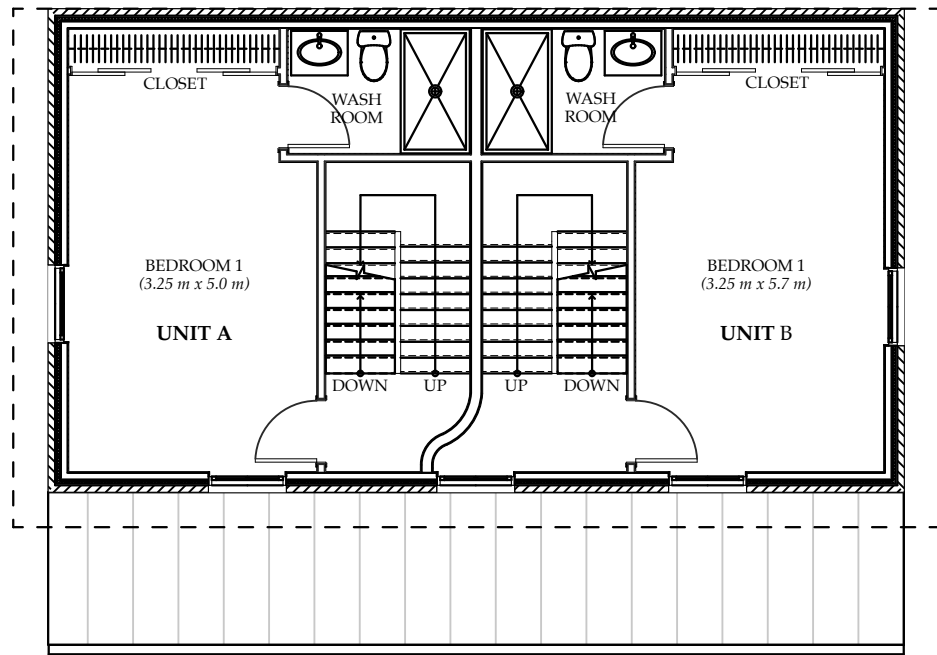 CLOSET
WASH
ROOM
WASH
ROOM
CLOSET
BEDROOM 1
(3.25 m x 5.0 m)
UNIT A
BEDROOM 1
(3.25 m x 5.7 m)
UNIT B
DOWN
UP
UP
DOWN